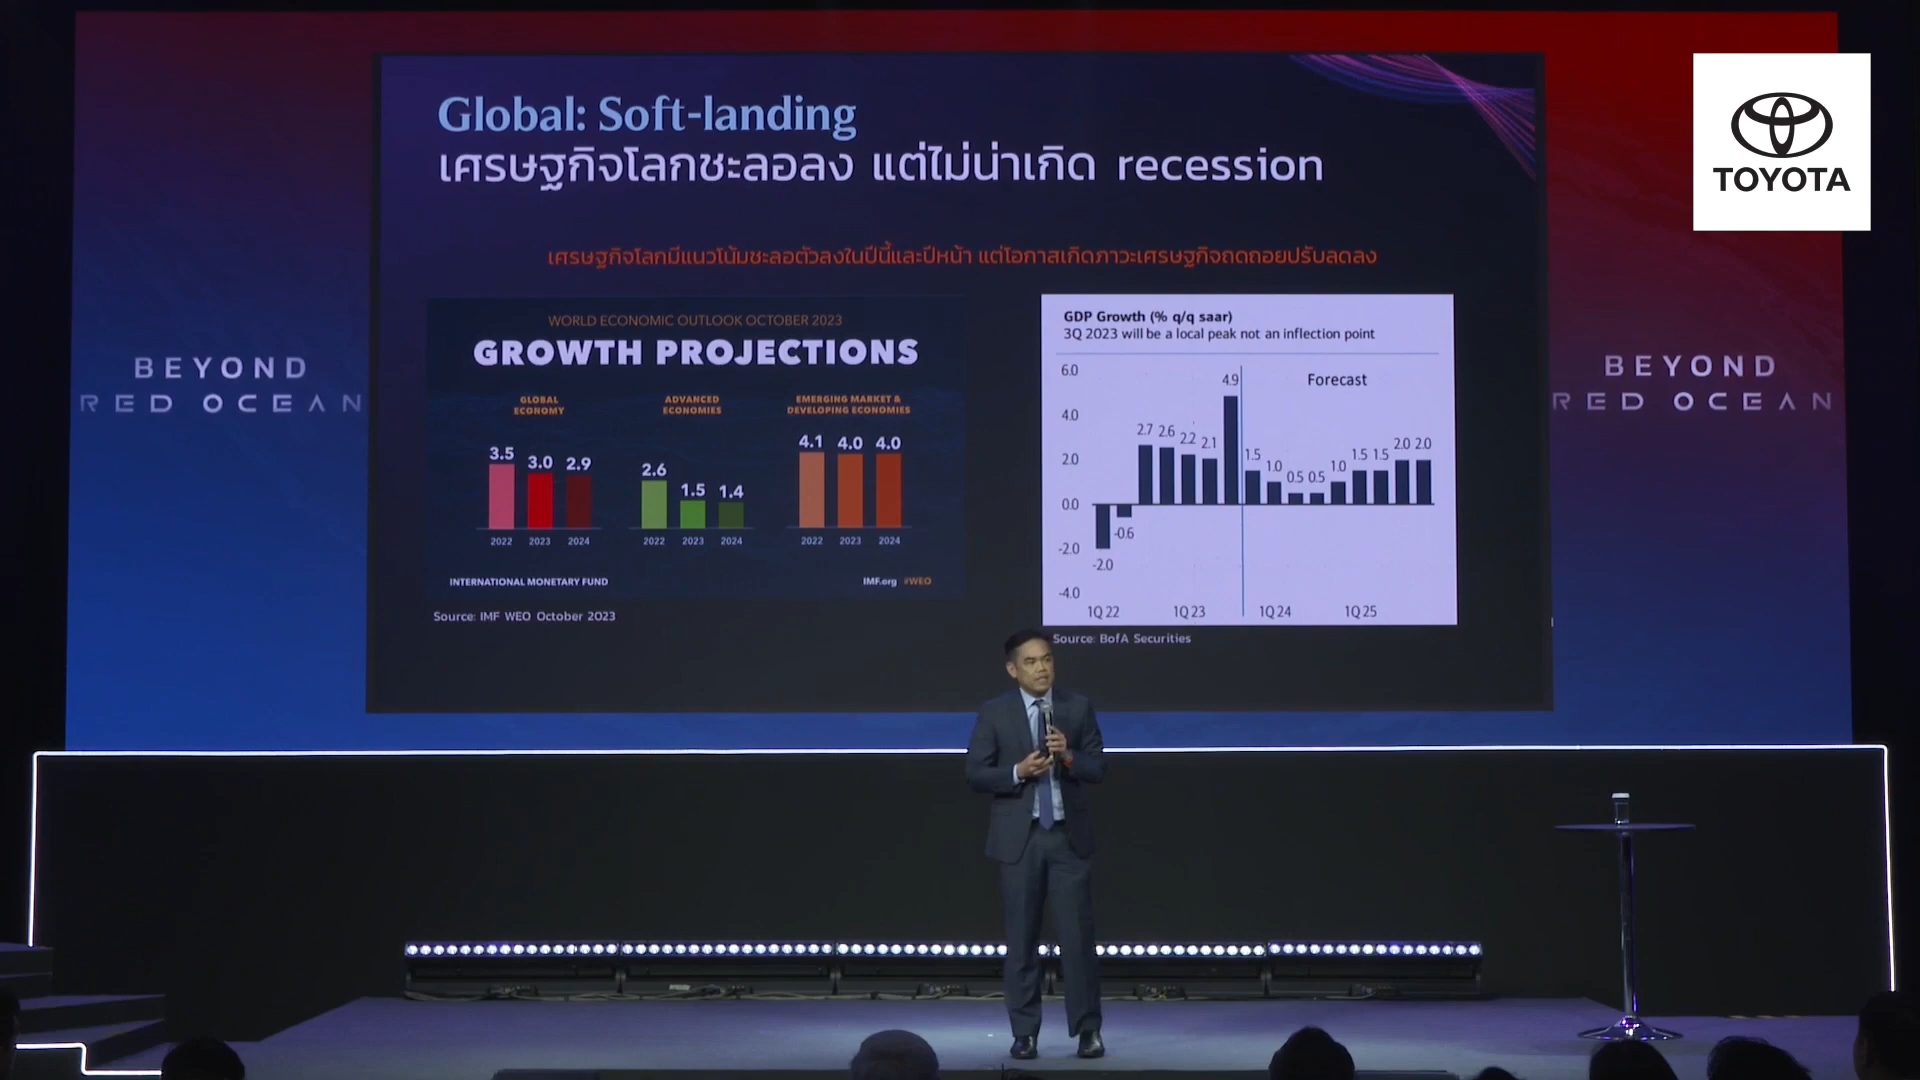 Global: Soft-landing
เศรษฐกิจโลกชะลอลง แต่ไม่น่าเกิด recession
TOYOTA
เศรษฐกิจโลกมีแนวโน้มชะลอตัวลงในปีนี้และปีหน้า แต่โอกาสเกิดภาวะเศรษฐกิจถดถอยปรับลดลง
WORLD ECONOMIC OUTLOOK OCTOBER 2023
GROWTH PROJECTIONS
GLOBAL
ECONOMY
3.5 3.0 2.9
2022 2023 2024
ADVANCED
ECONOMIES
2.6 1.5 1.4
2022 2023 2024
EMERGING MARKET &
DEVELOPING ECONOMIES
4.1 4.0 4.0
2022 2023 2024
INTERNATIONAL MONETARY FUND
IMF.org #WEO
Source: IMF WEO October 2023
GDP Growth (% q/q saar)
3Q 2023 will be a local peak not an inflection point
Forecast
6.0
4.0
2.0
0.0
-2.0
-4.0
-2.0 -0.6 2.7 2.6 2.2 2.1 4.9 1.5 1.0 0.5 0.5 1.0 1.5 1.5 2.0 2.0
1Q 22 1Q 23 1Q 24 1Q 25
Source: BofA Securities
BEYOND
RED OCEAN
BEYOND
RED OCEAN